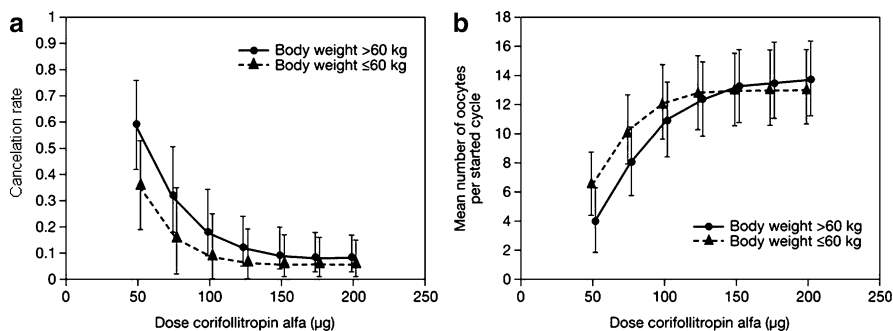 a
Cancelation rate
1
0.9
0.8
0.7
0.6
0.5
0.4
0.3
0.2
0.1
0
Body weight >60 kg
Body weight ≤60 kg
0 50 100 150 200 250
Dose corifollitropin alfa (µg)
b
Mean number of oocytes
per started cycle
18
16
14
12
10
8
6
4
2
0
Body weight >60 kg
Body weight ≤60 kg
0 50 100 150 200 250
Dose corifollitropin alfa (µg)